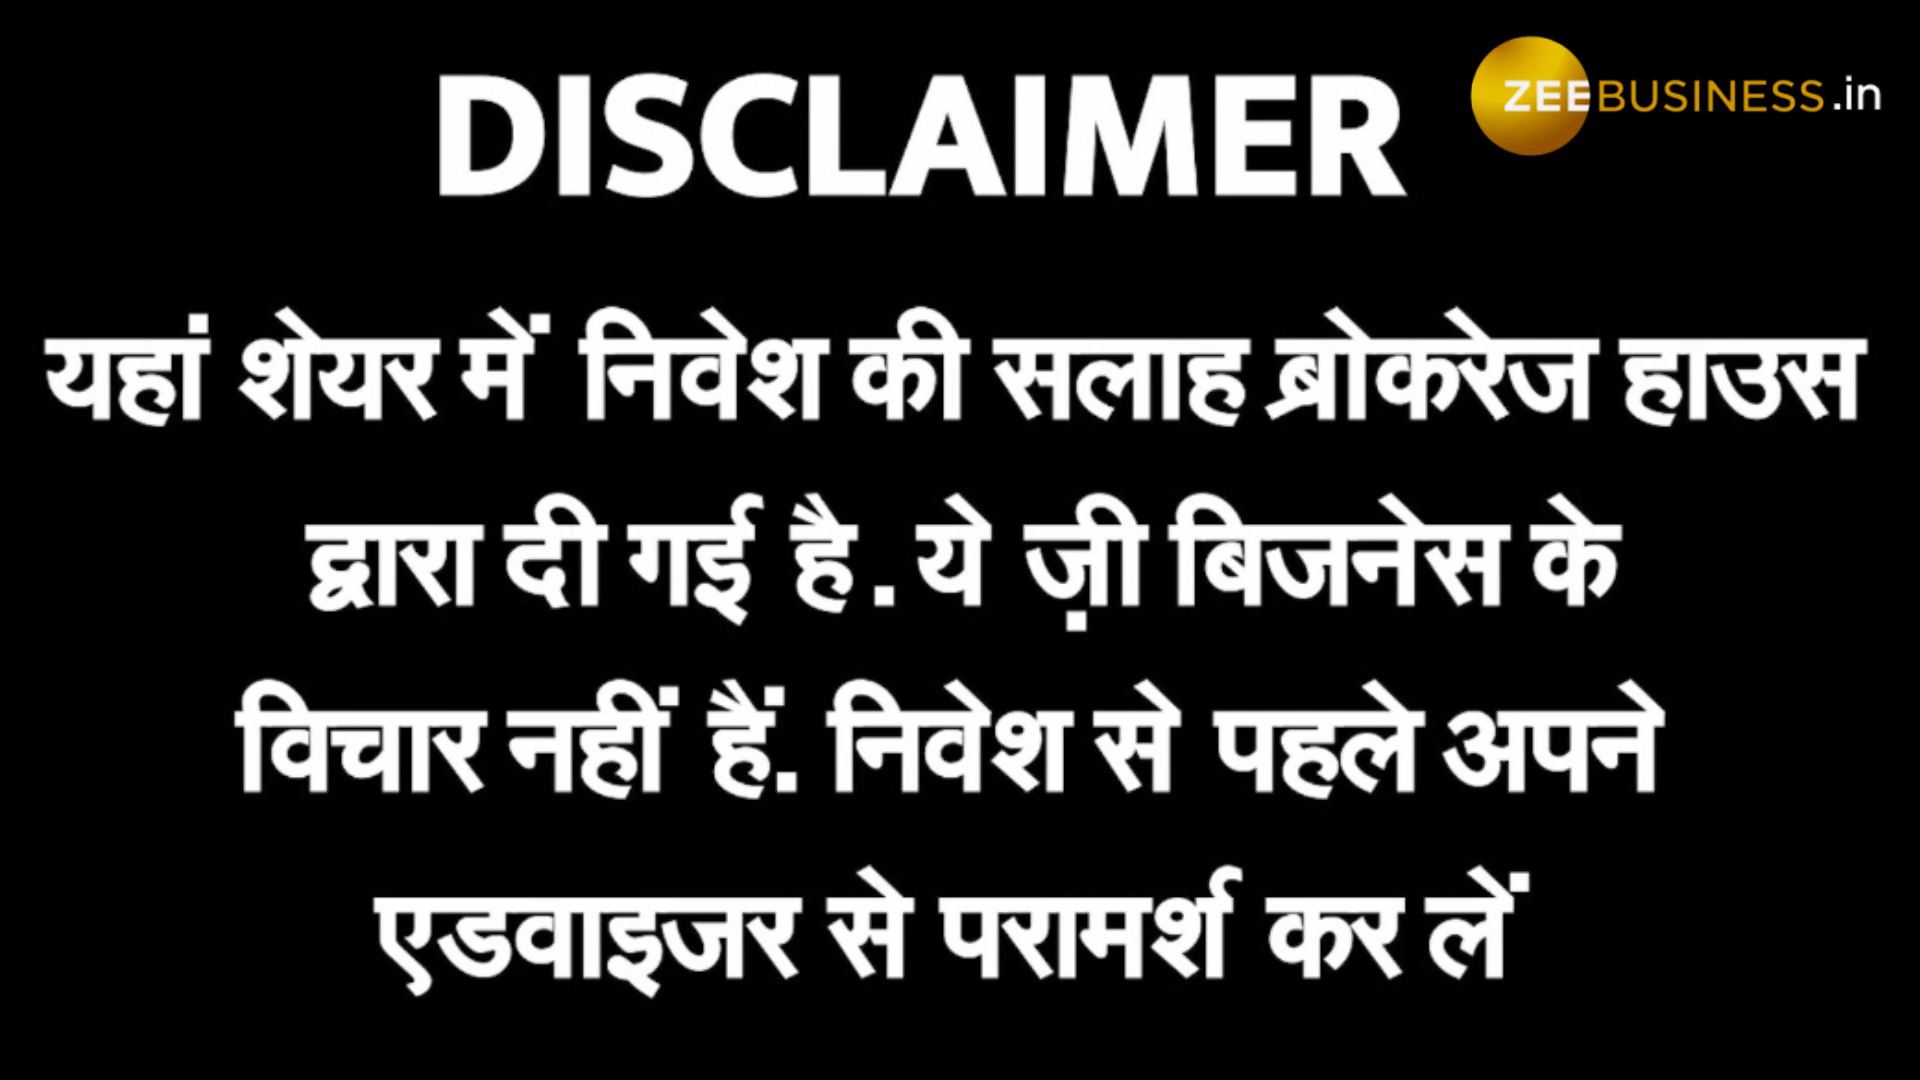 DISCLAIMER
ZEEBUSINESS.in
यहां शेयर में निवेश की सलाह ब्रोकरेज हाउस
द्वारा दी गई है . ये ज़ी बिजनेस के
विचार नहीं हैं. निवेश से पहले अपने
एडवाइजर से परामर्श कर लें